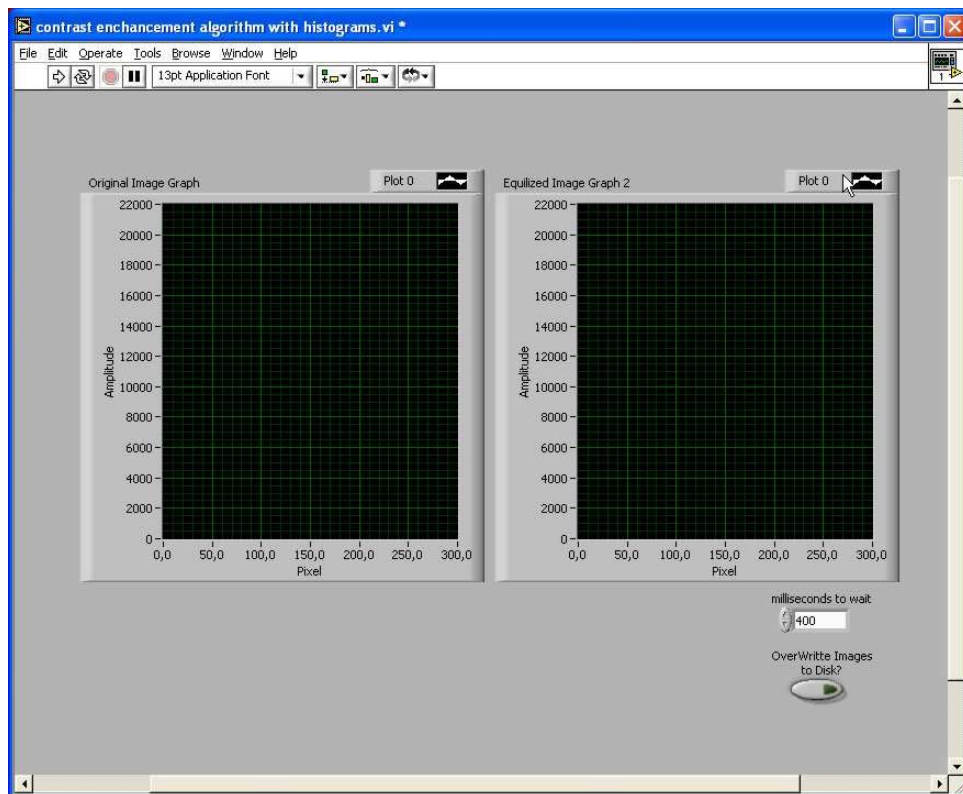 contrast enchancement algorithm with histograms.vi *
File Edit Operate Tools Browse Window Help
13pt Application Font
1
Original Image Graph
Plot 0
22000
20000
18000
16000
14000
12000
10000
8000
6000
4000
2000
0
Amplitude
0,0 50,0 100,0 150,0 200,0 250,0 300,0
Pixel
Equilized Image Graph 2
Plot 0
22000
20000
18000
16000
14000
12000
10000
8000
6000
4000
2000
0
Amplitude
0,0 50,0 100,0 150,0 200,0 250,0 300,0
Pixel
milliseconds to wait
400
OverWritte Images
to Disk?